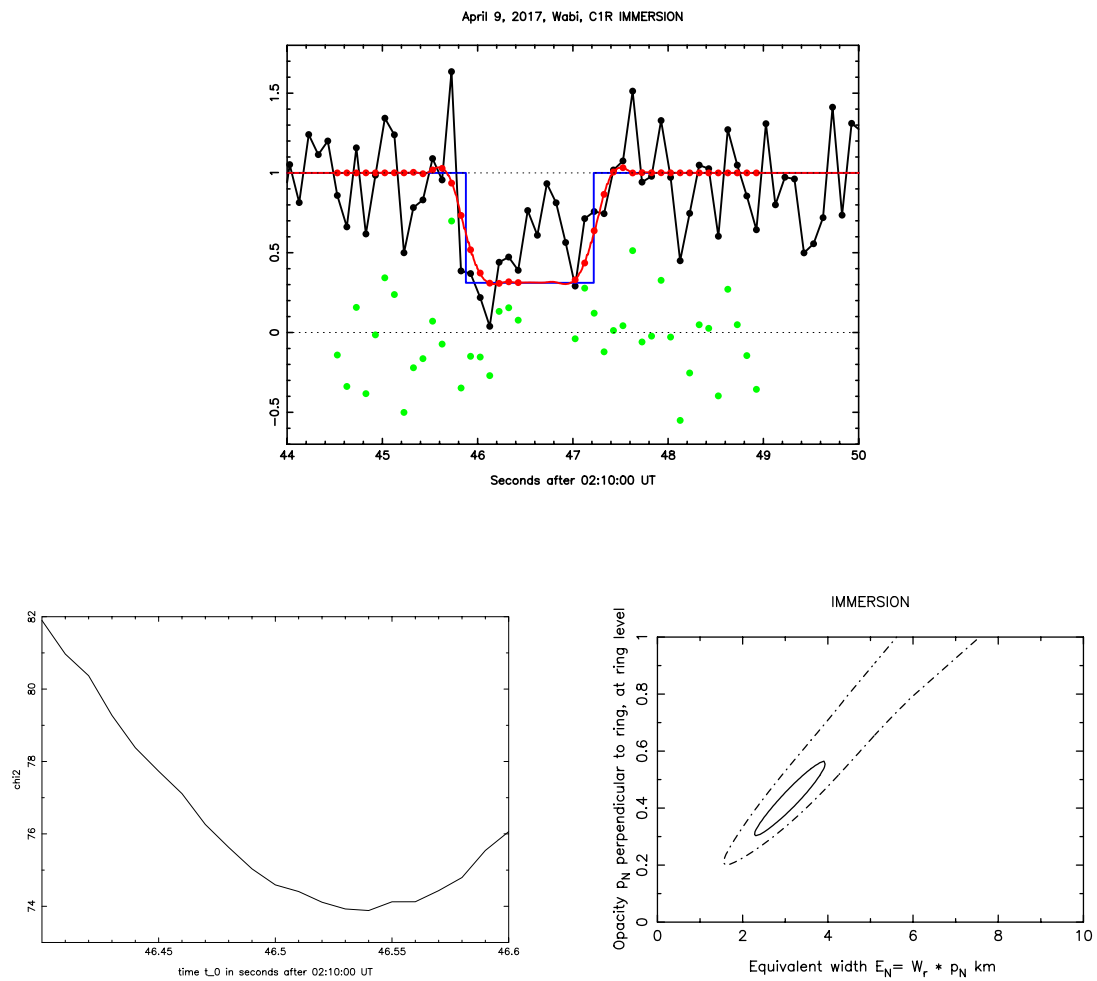 April 9, 2017, Wabi, C1R IMMERSION
1.5
1
0.5
0
−0.5
44 45 46 47 48 49 50
Seconds after 02:10:00 UT
82
80
78
76
74
chi2
46.45 46.5 46.55 46.6
time t_0 in seconds after 02:10:00 UT
IMMERSION
Opacity pN perpendicular to ring, at ring level
1
0.8
0.6
0.4
0.2
0
0 2 4 6 8 10
Equivalent width EN= Wr * pN km